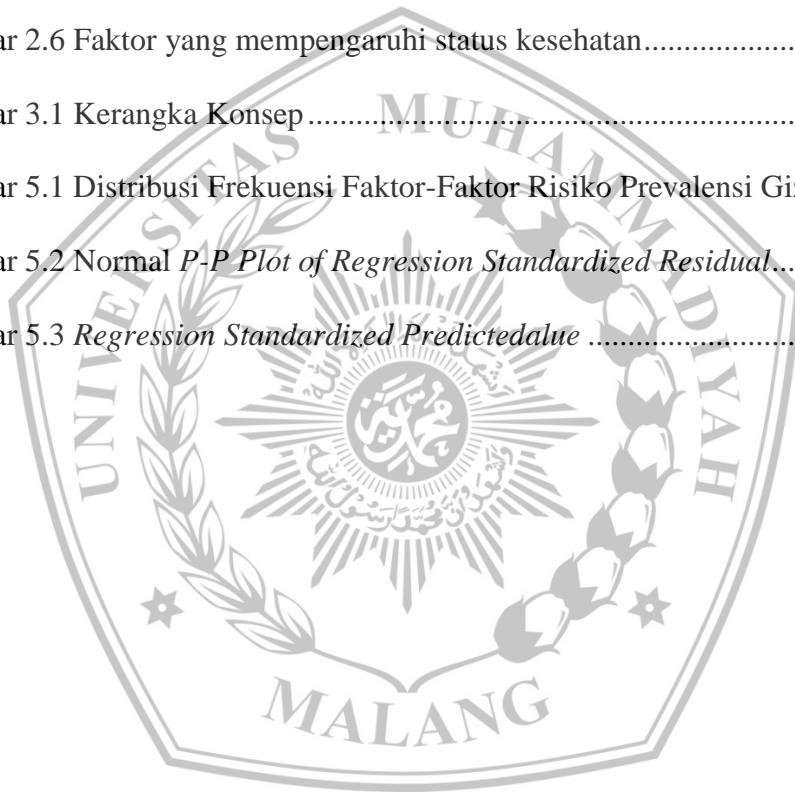 ar 2.6 Faktor yang mempengaruhi status kesehatan....................
ar 3.1 Kerangka Konsep.............................................................
ar 5.1 Distribusi Frekuensi Faktor-Faktor Risiko Prevalensi Giz
ar 5.2 Normal P-P Plot of Regression Standardized Residual...
ar 5.3 Regression Standardized Predictedalue ..........................
UNIVERSITAS MUHAMMADIYAH
MALANG